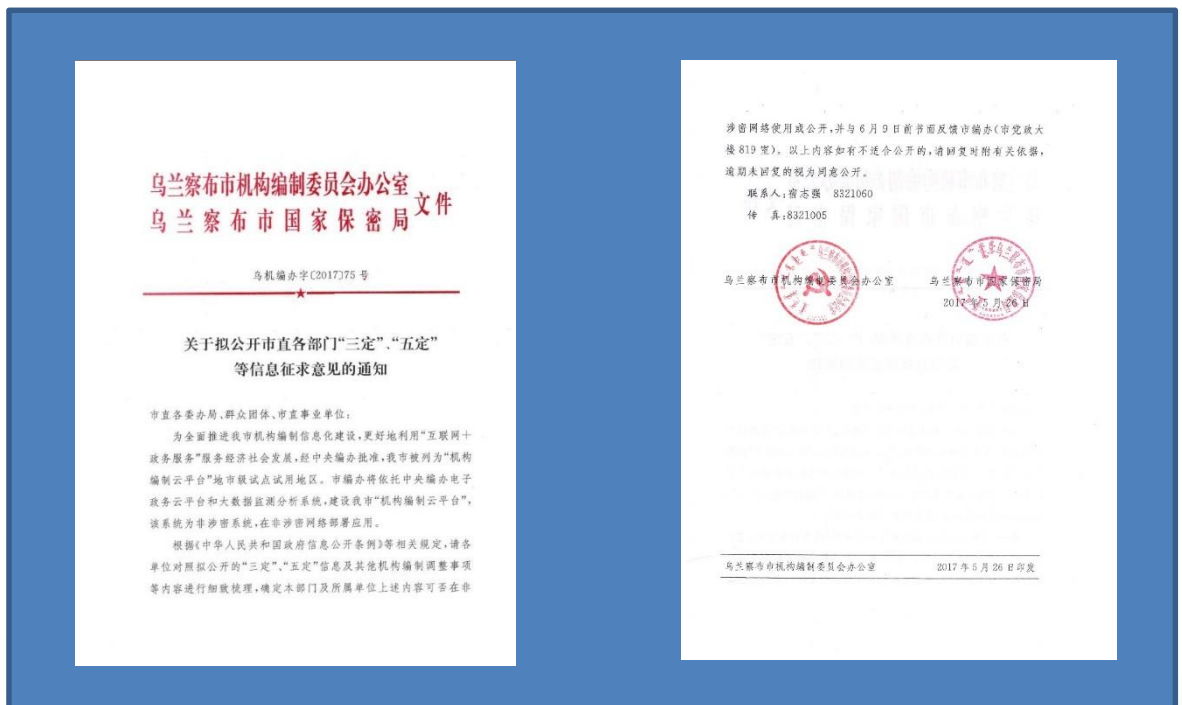 乌兰察布市机构编制委员会办公室
乌兰察布市国家保密局
文件
乌机编办字〔2017〕75 号
关于拟公开市直各部门“三定”、“五定”
等信息征求意见的通知
市直各委办局、群众团体、市直事业单位：
为全面推进我市机构编制信息化建设，更好地利用“互联网＋
政务服务”服务经济社会发展，经中央编办批准，我市被列为“机构
编制云平台”地市级试点试用地区。市编办将依托中央编办电子
政务云平台和大数据监测分析系统，建设我市“机构编制云平台”，
该系统为非涉密系统，在非涉密网络部署应用。
根据《中华人民共和国政府信息公开条例》等相关规定，请各
单位对照拟公开的“三定”、“五定”信息及其他机构编制调整事项
等内容进行细致梳理，确定本部门及所属单位上述内容可否在非
涉密网络使用或公开，并与 6 月 9 日前书面反馈市编办（市党政大
楼 819 室）。以上内容如有不适合公开的，请回复时附有关依据，
逾期未回复的视为同意公开。
联系人：宿志强 8321060
传 真：8321005
乌兰察布市机构编制委员会办公室
乌兰察布市国家保密局
2017 年 5 月 26 日
乌兰察布市机构编制委员会办公室
2017 年 5 月 26 日印发